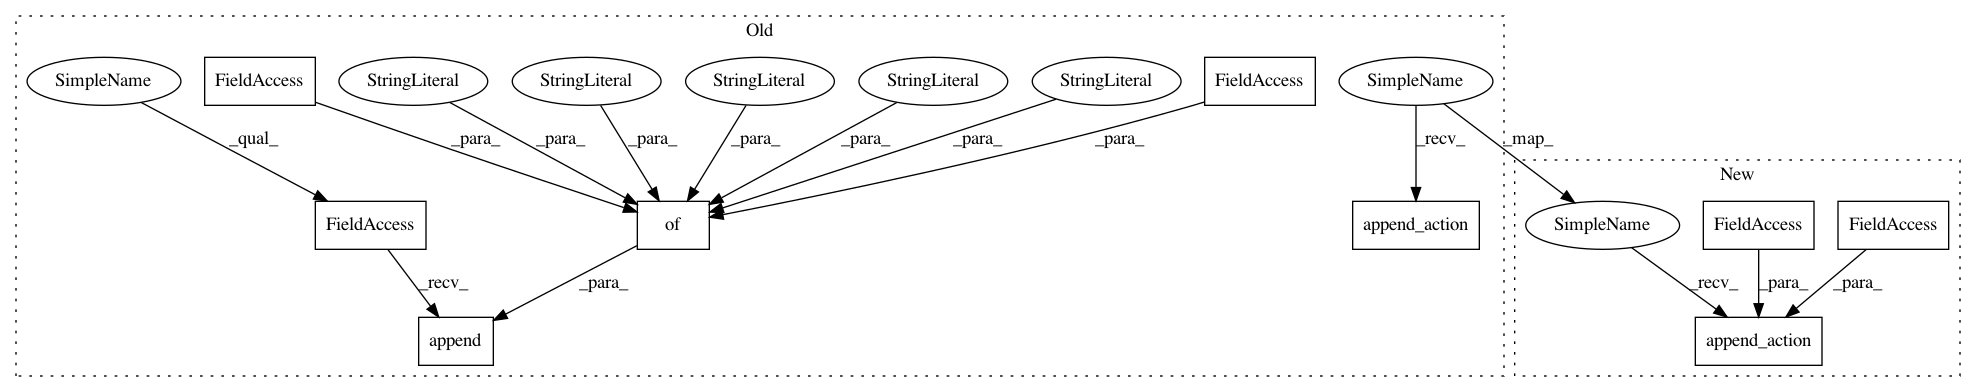 Old
SimpleName FieldAccess StringLiteral StringLiteral StringLiteral StringLiteral StringLiteral FieldAccess SimpleName
_qual_ _para_ _para_ _para_ _para_ _para_ _para_ _para_ _recv_ _map_
New
FieldAccess of append_action SimpleName FieldAccess FieldAccess
_recv_ _para_ _recv_ _para_ _para_
append append_action